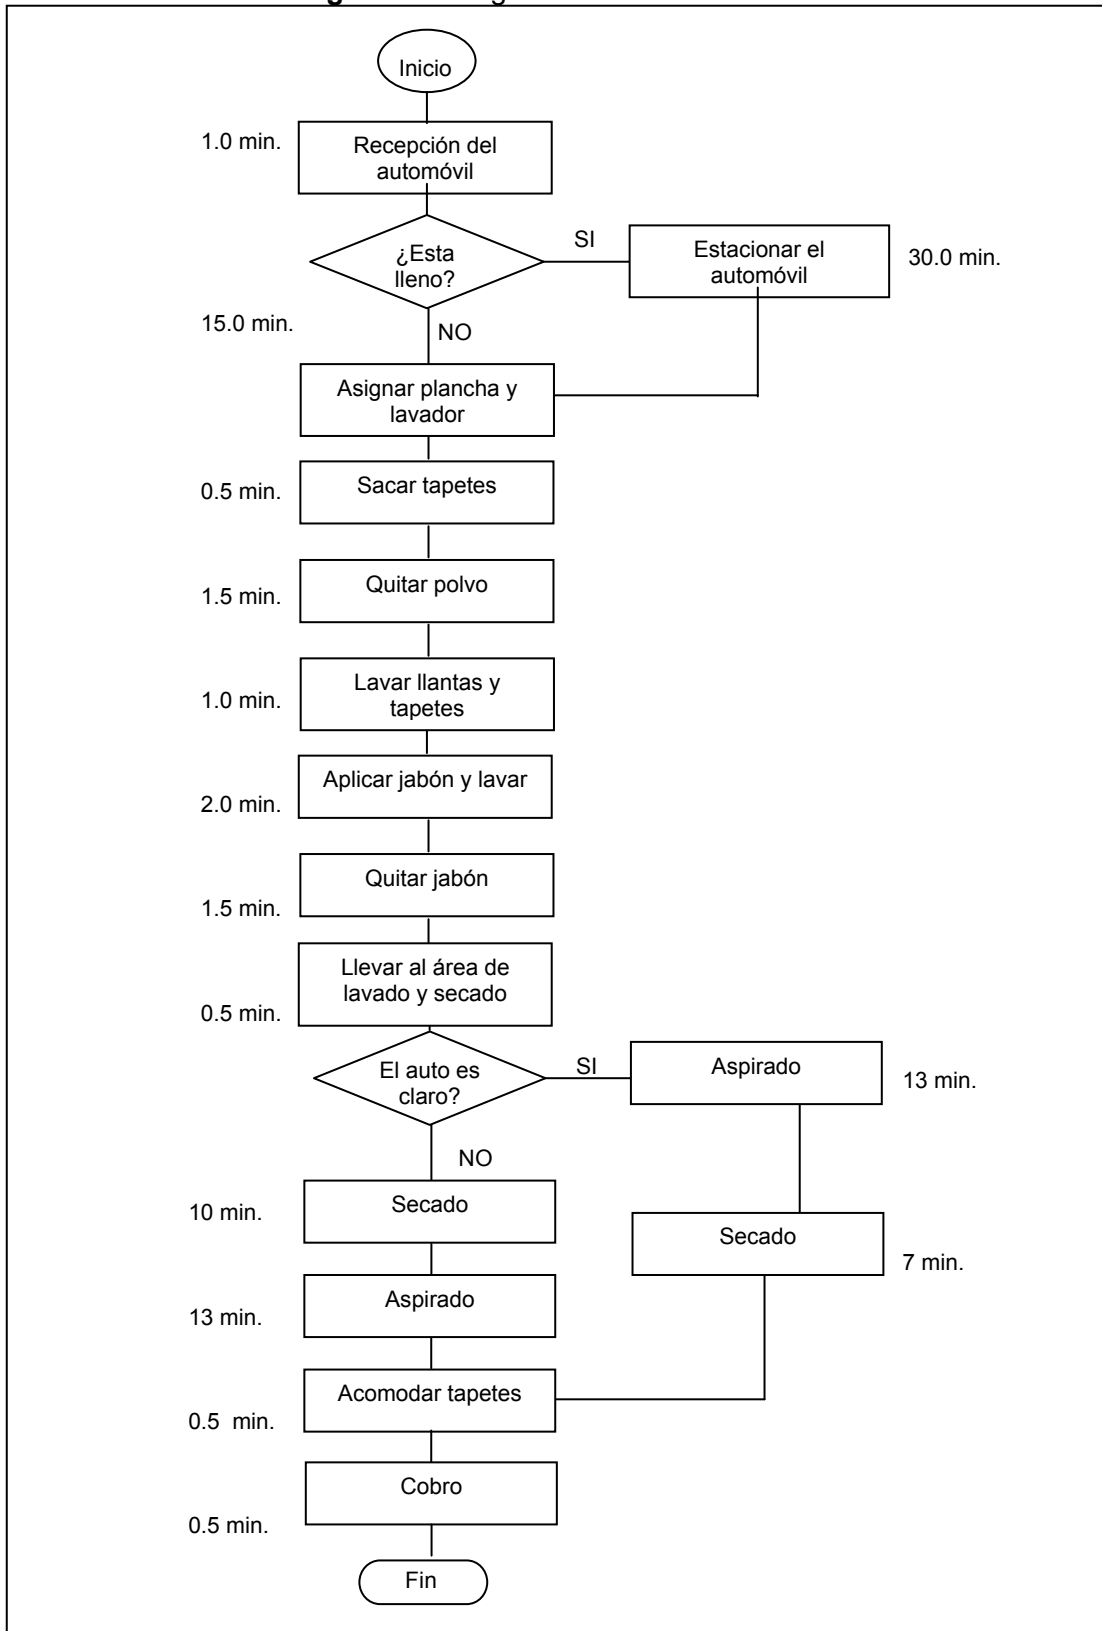 Inicio
1.0 min.
Recepción del
automóvil
¿Esta
lleno?
SI
Estacionar el
automóvil
30.0 min.
15.0 min.
NO
Asignar plancha y
lavador
0.5 min.
Sacar tapetes
1.5 min.
Quitar polvo
1.0 min.
Lavar llantas y
tapetes
2.0 min.
Aplicar jabón y lavar
1.5 min.
Quitar jabón
0.5 min.
Llevar al área de
lavado y secado
El auto es
claro?
SI
Aspirado
13 min.
NO
10 min.
Secado
Secado
7 min.
13 min.
Aspirado
0.5 min.
Acomodar tapetes
0.5 min.
Cobro
Fin